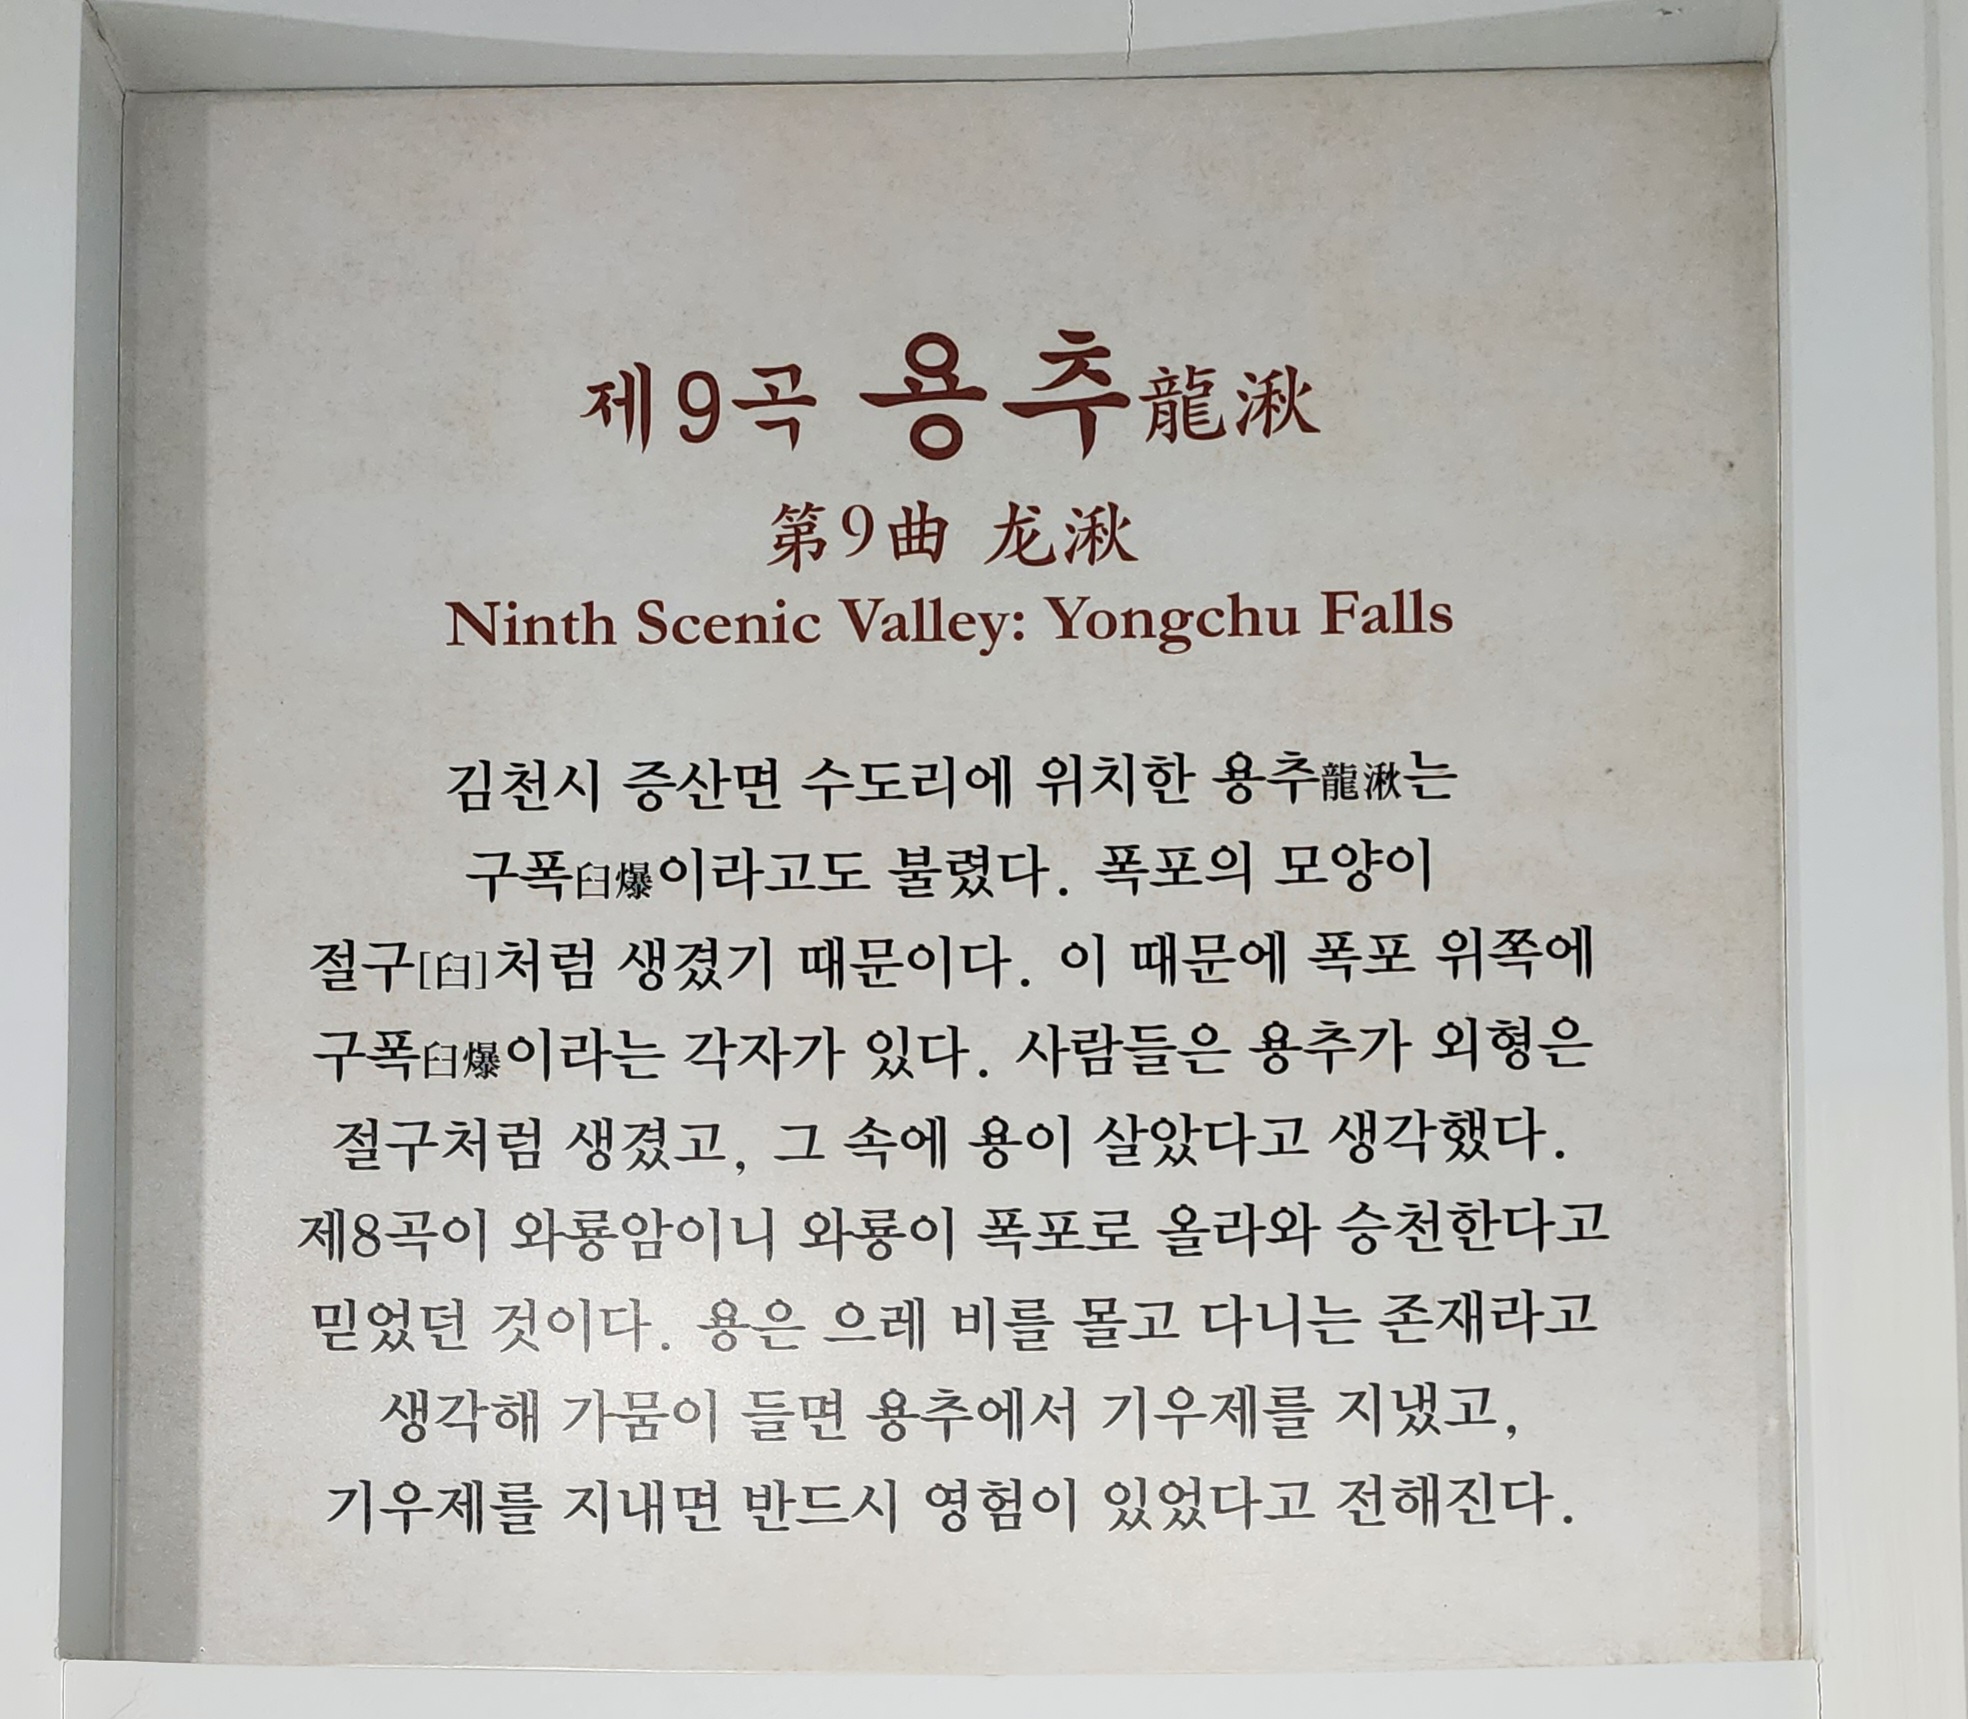 제9곡 용추龍湫
第9曲 龙湫
Ninth Scenic Valley: Yongchu Falls
김천시 증산면 수도리에 위치한 용추龍湫는
구폭臼爆이라고도 불렸다. 폭포의 모양이
절구[臼]처럼 생겼기 때문이다. 이 때문에 폭포 위쪽에
구폭臼爆이라는 각자가 있다. 사람들은 용추가 외형은
절구처럼 생겼고, 그 속에 용이 살았다고 생각했다.
제8곡이 와룡암이니 와룡이 폭포로 올라와 승천한다고
믿었던 것이다. 용은 으레 비를 몰고 다니는 존재라고
생각해 가뭄이 들면 용추에서 기우제를 지냈고,
기우제를 지내면 반드시 영험이 있었다고 전해진다.